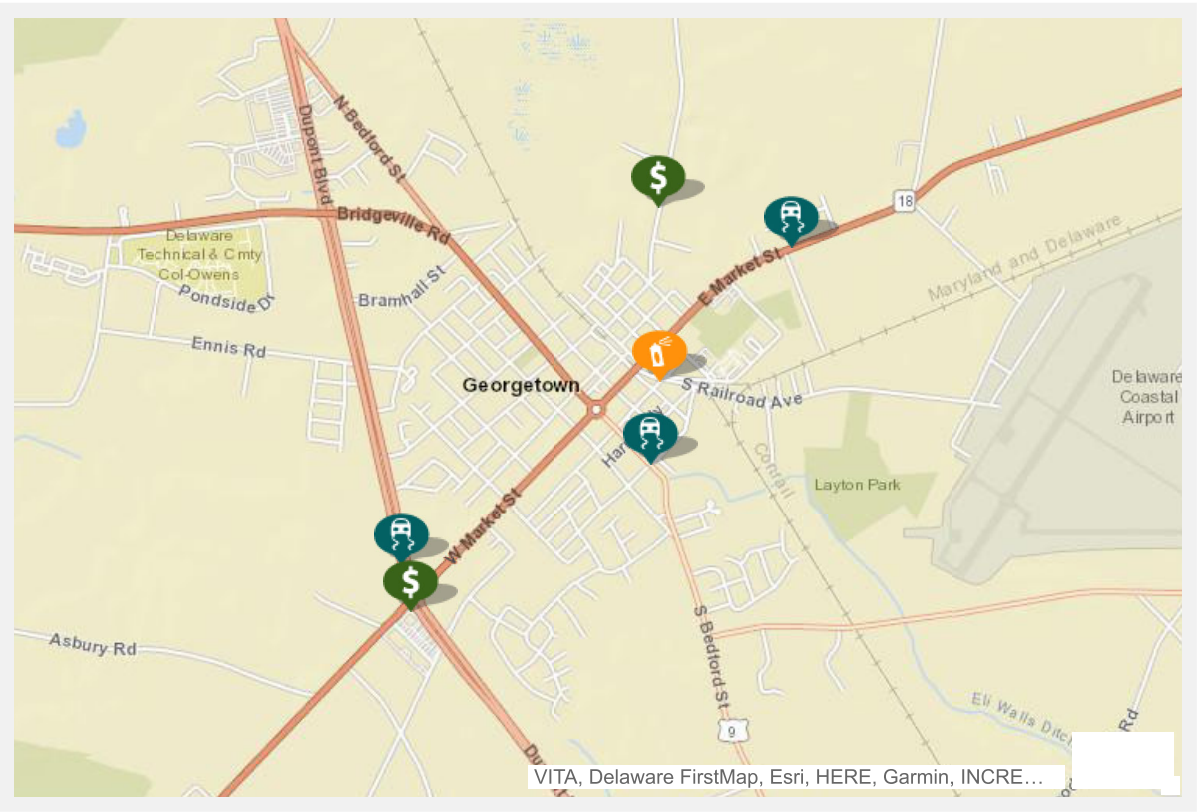 N Bedford St
Dupont Blvd
$
18
Bridgeville Rd
Delaware
Technical & Cmty
Col-Owens
Maryland and Delaware
E Market St
Bramhall St
Pondside Dr
Ennis Rd
Georgetown
S Railroad Ave
Delaware
Coastal
Airport
Conrail
Layton Park
W Market St
$
Asbury Rd
S Bedford St
9
Eli Walls Ditch
Rd
VITA, Delaware FirstMap, Esri, HERE, Garmin, INCRE…